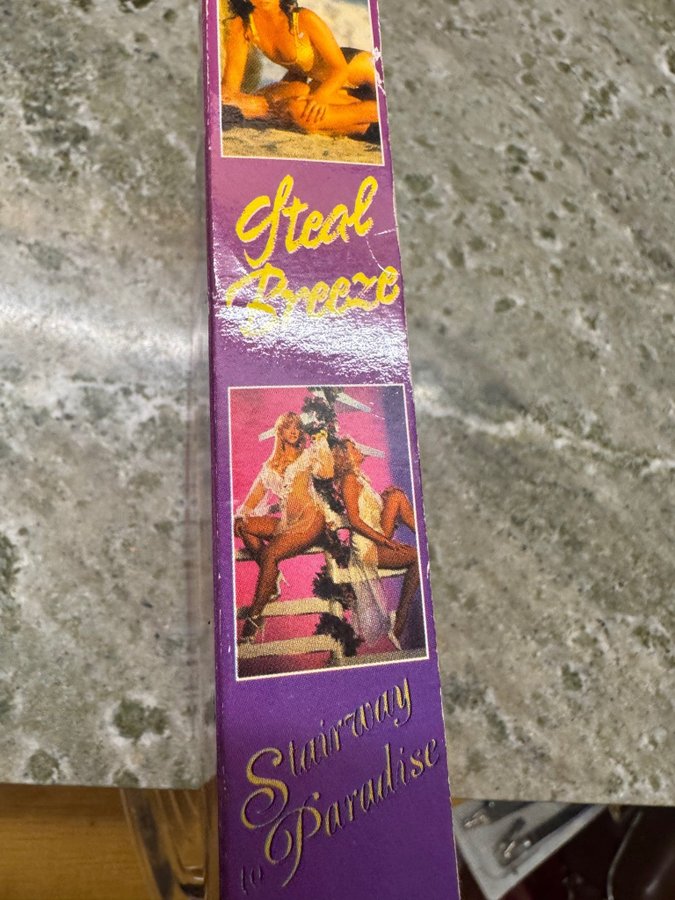 Steal
Breeze
Stairway
to Paradise